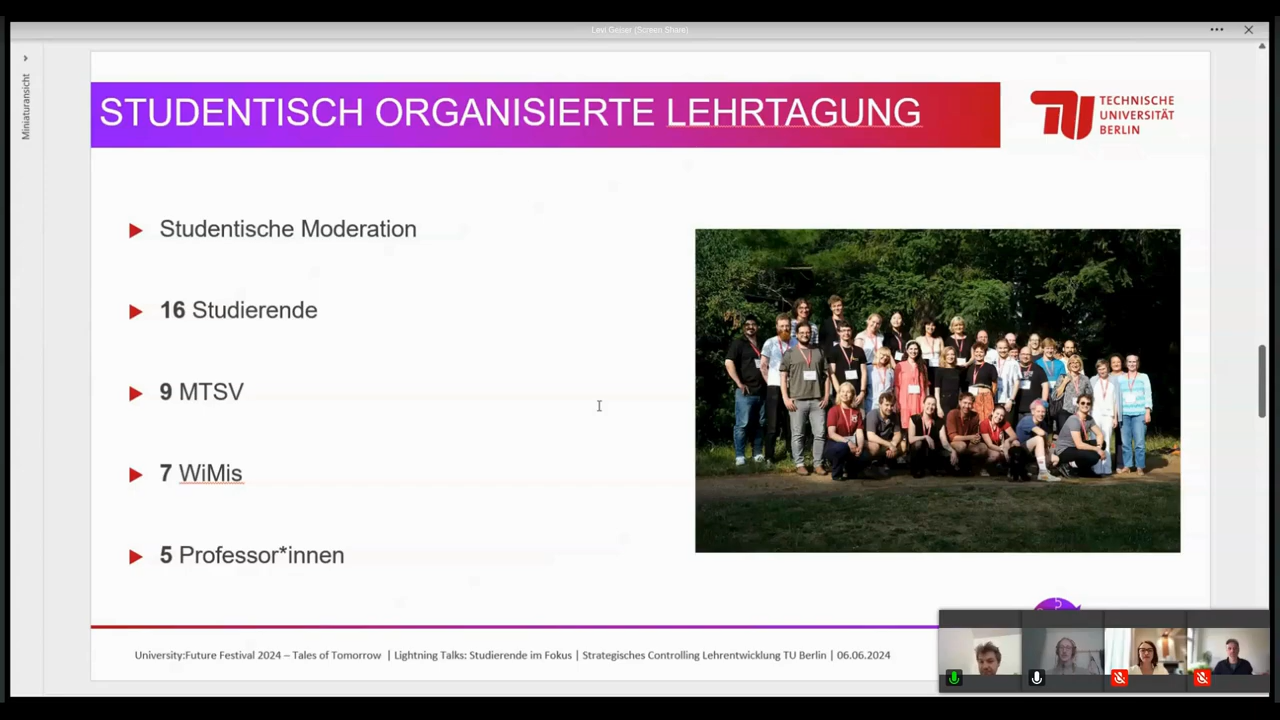 Levi Geiser (Screen Share)
Miniaturansicht
STUDENTISCH ORGANISIERTE LEHRTAGUNG
TECHNISCHE
UNIVERSITÄT
BERLIN
Studentische Moderation
16 Studierende
9 MTSV
7 WiMis
5 Professor*innen
University:Future Festival 2024 – Tales of Tomorrow | Lightning Talks: Studierende im Fokus | Strategisches Controlling Lehrentwicklung TU Berlin | 06.06.2024